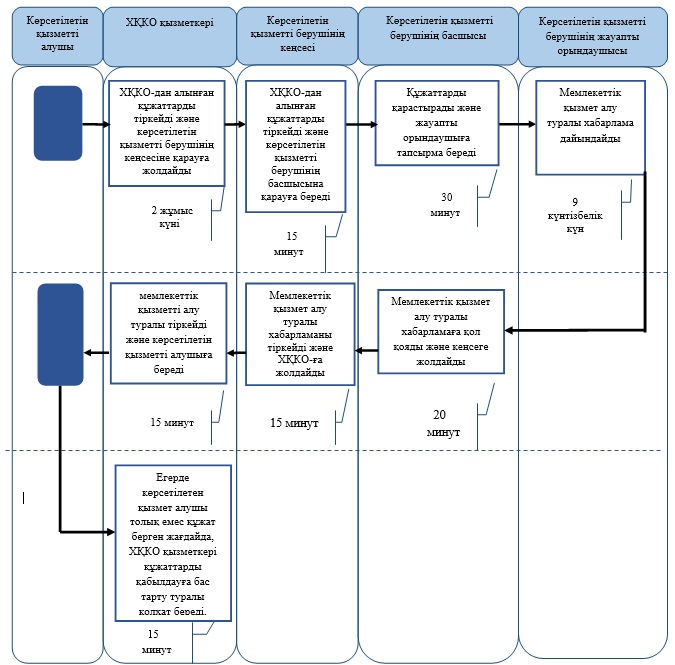 Көрсетілетін
қызметті
алушы
ХҚКО қызметкері
Көрсетілетін
қызметті берушінің
кеңсесі
Көрсетілетін қызметті
берушінің басшысы
Көрсетілетін қызметті
берушінің жауапты
орындаушысы
ХҚКО-дан алынған
құжаттарды
тіркейді және
көрсетілетін
қызметті берушінің
кеңсесіне қарауға
жолдайды
2 жұмыс
күні
ХҚКО-дан
алынған
құжаттарды
тіркейді және
көрсетілетін
қызметті
берушінің
басшысына
қарауға береді
15
минут
Құжаттарды
қарастырады және
жауапты
орындаушыға
тапсырма береді
30
минут
Мемлекеттік
қызмет алу
туралы хабарлама
дайындайды
9
күнтізбелік
күн
мемлекеттік
қызметті алу
туралы тіркейді
және көрсетілетін
қызметті алушыға
береді
15 минут
Мемлекеттік
қызмет алу
туралы
хабарламаны
тіркейді және
ХҚКО-ға
жолдайды
15 минут
Мемлекеттік қызмет
алу туралы
хабарламаға қол
қояды және кеңсеге
жолдайды
20
минут
Егерде
көрсетілетен
қызмет алушы
толық емес құжат
берген жағдайда,
ХҚКО қызметкері
құжаттарды
қабылдауға бас
тарту туралы
қолхат береді.
15
минут